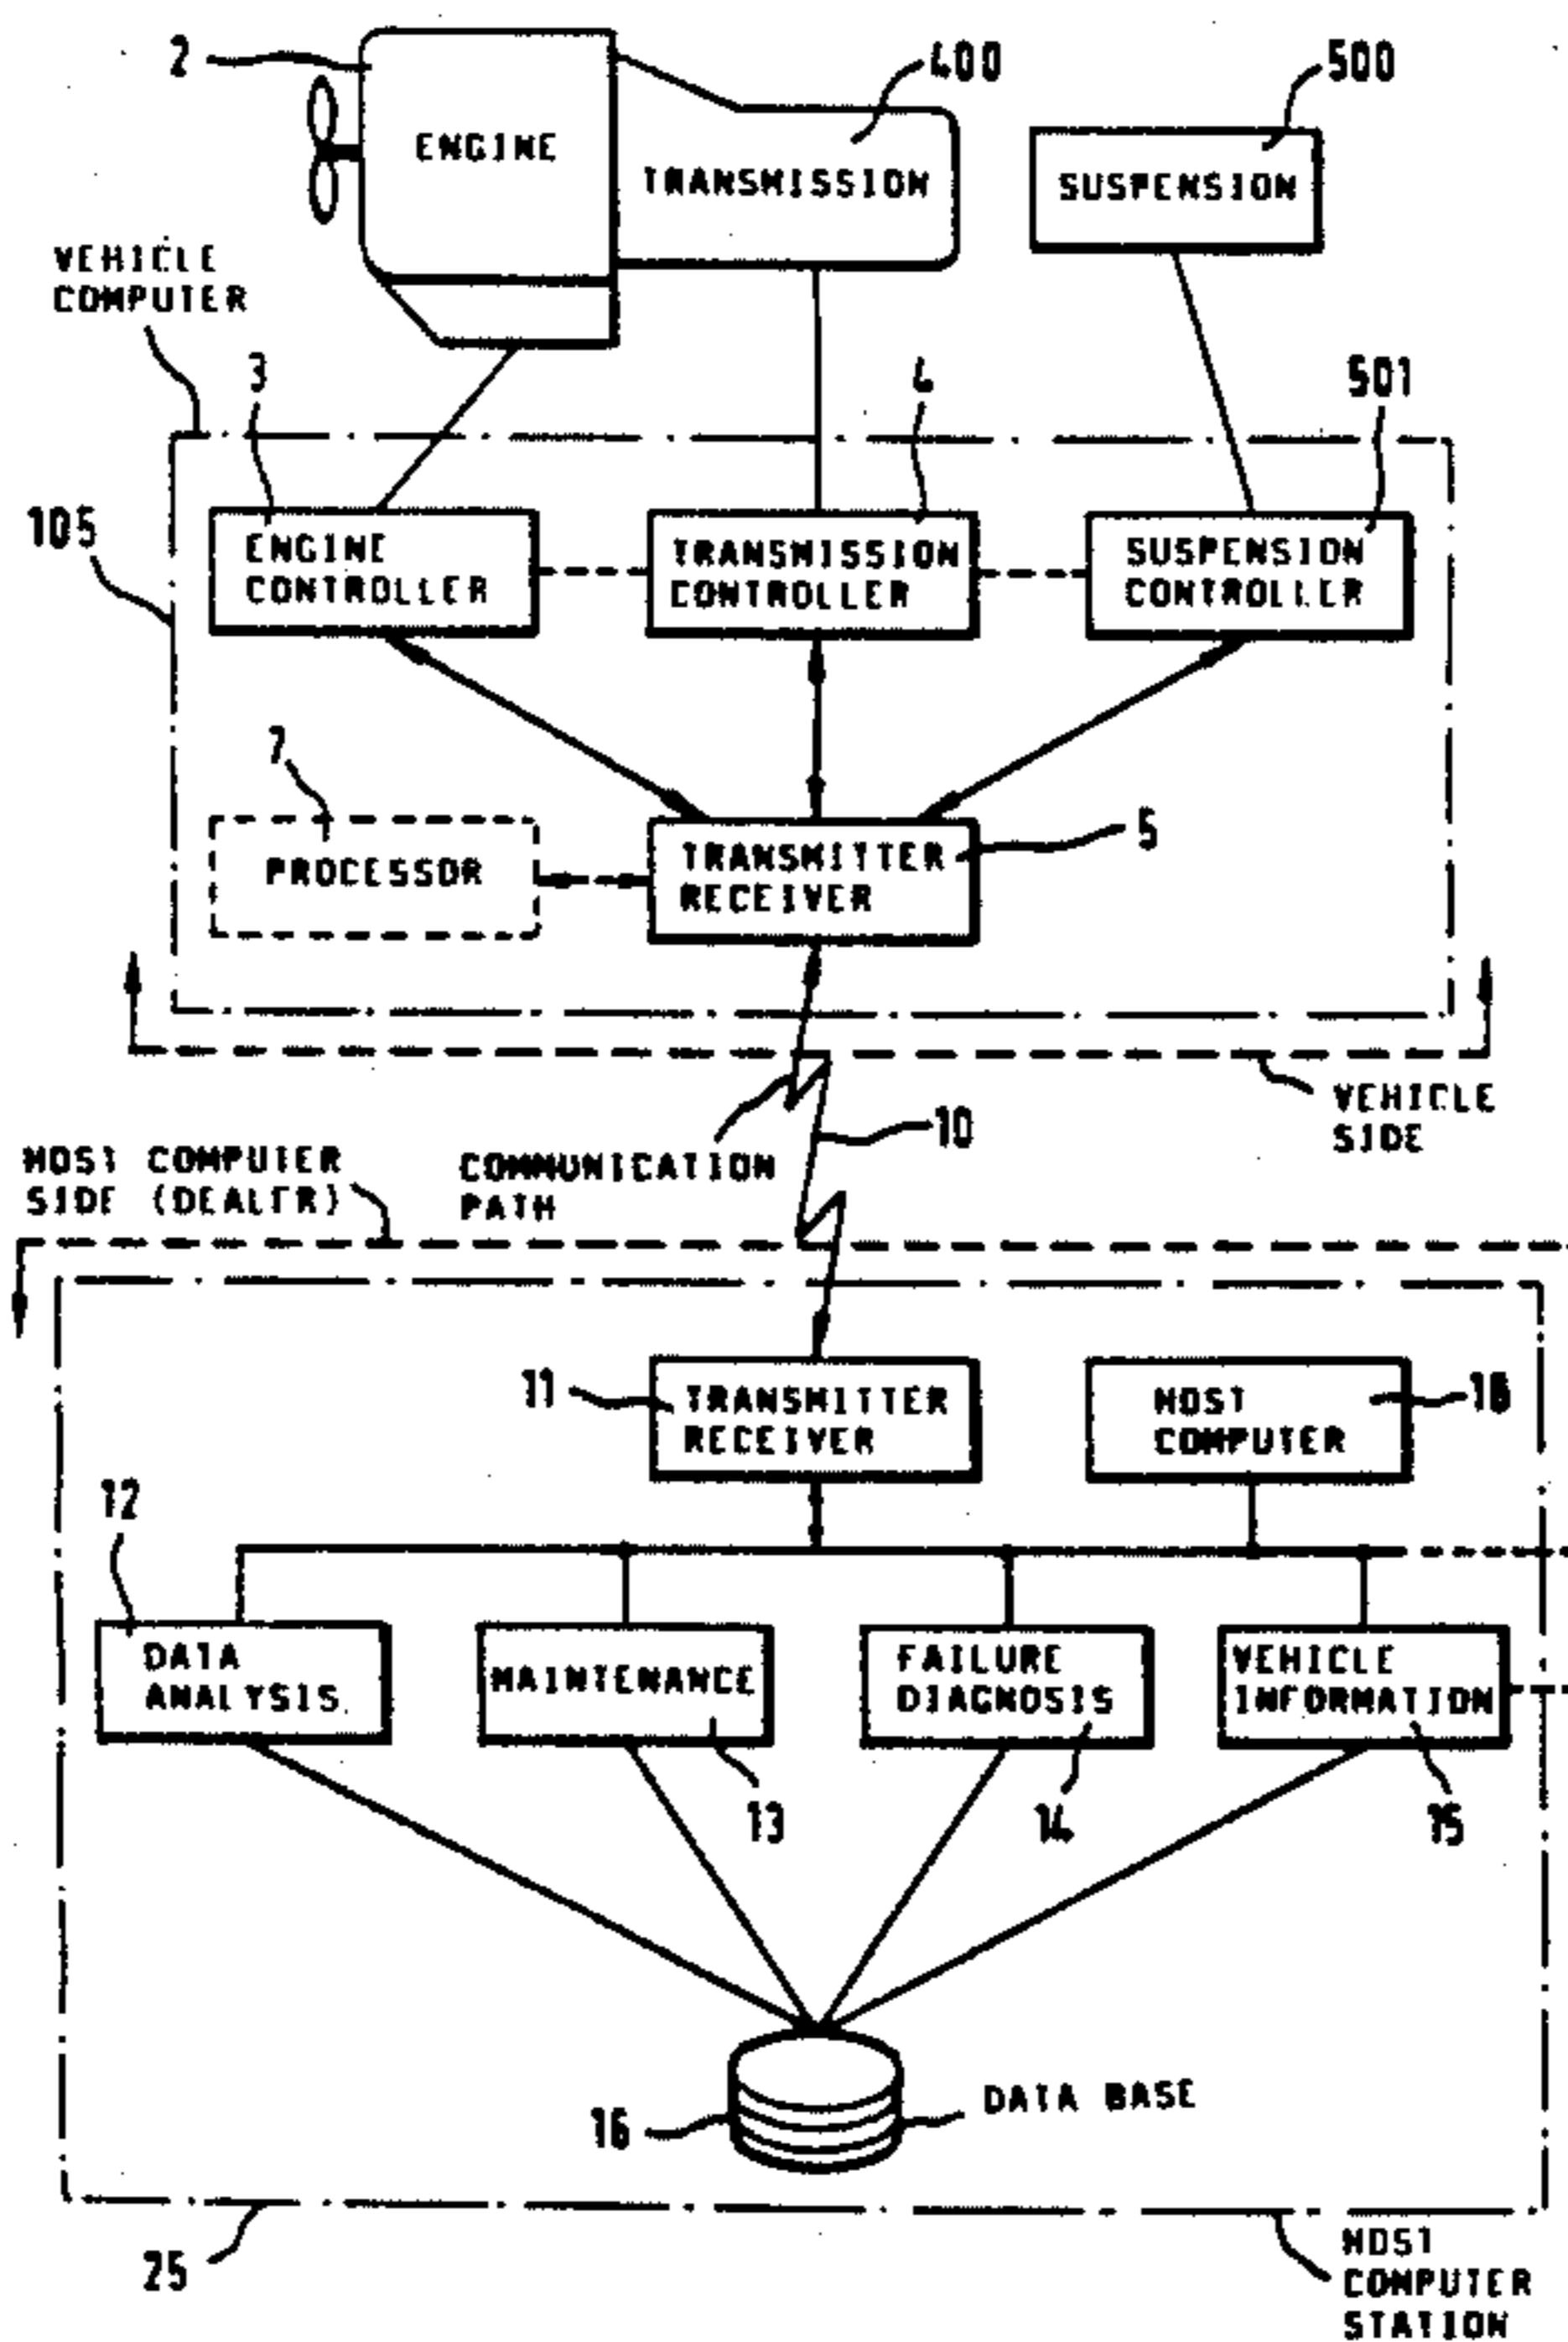 2
400
500
ENGINE
TRANSMISSION
SUSPENSION
VEHICLE
COMPUTER
3
4
501
105
ENGINE
CONTROLLER
TRANSMISSION
CONTROLLER
SUSPENSION
CONTROLLER
7
5
PROCESSOR
TRANSMITTER
RECEIVER
VEHICLE
SIDE
10
HOST COMPUTER
SIDE (DEALER)
COMMUNICATION
PATH
11
TRANSMITTER
RECEIVER
HOST
COMPUTER
12
DATA
ANALYSIS
MAINTENANCE
FAILURE
DIAGNOSIS
VEHICLE
INFORMATION
13
14
15
16
DATA BASE
25
HOST
COMPUTER
STATION